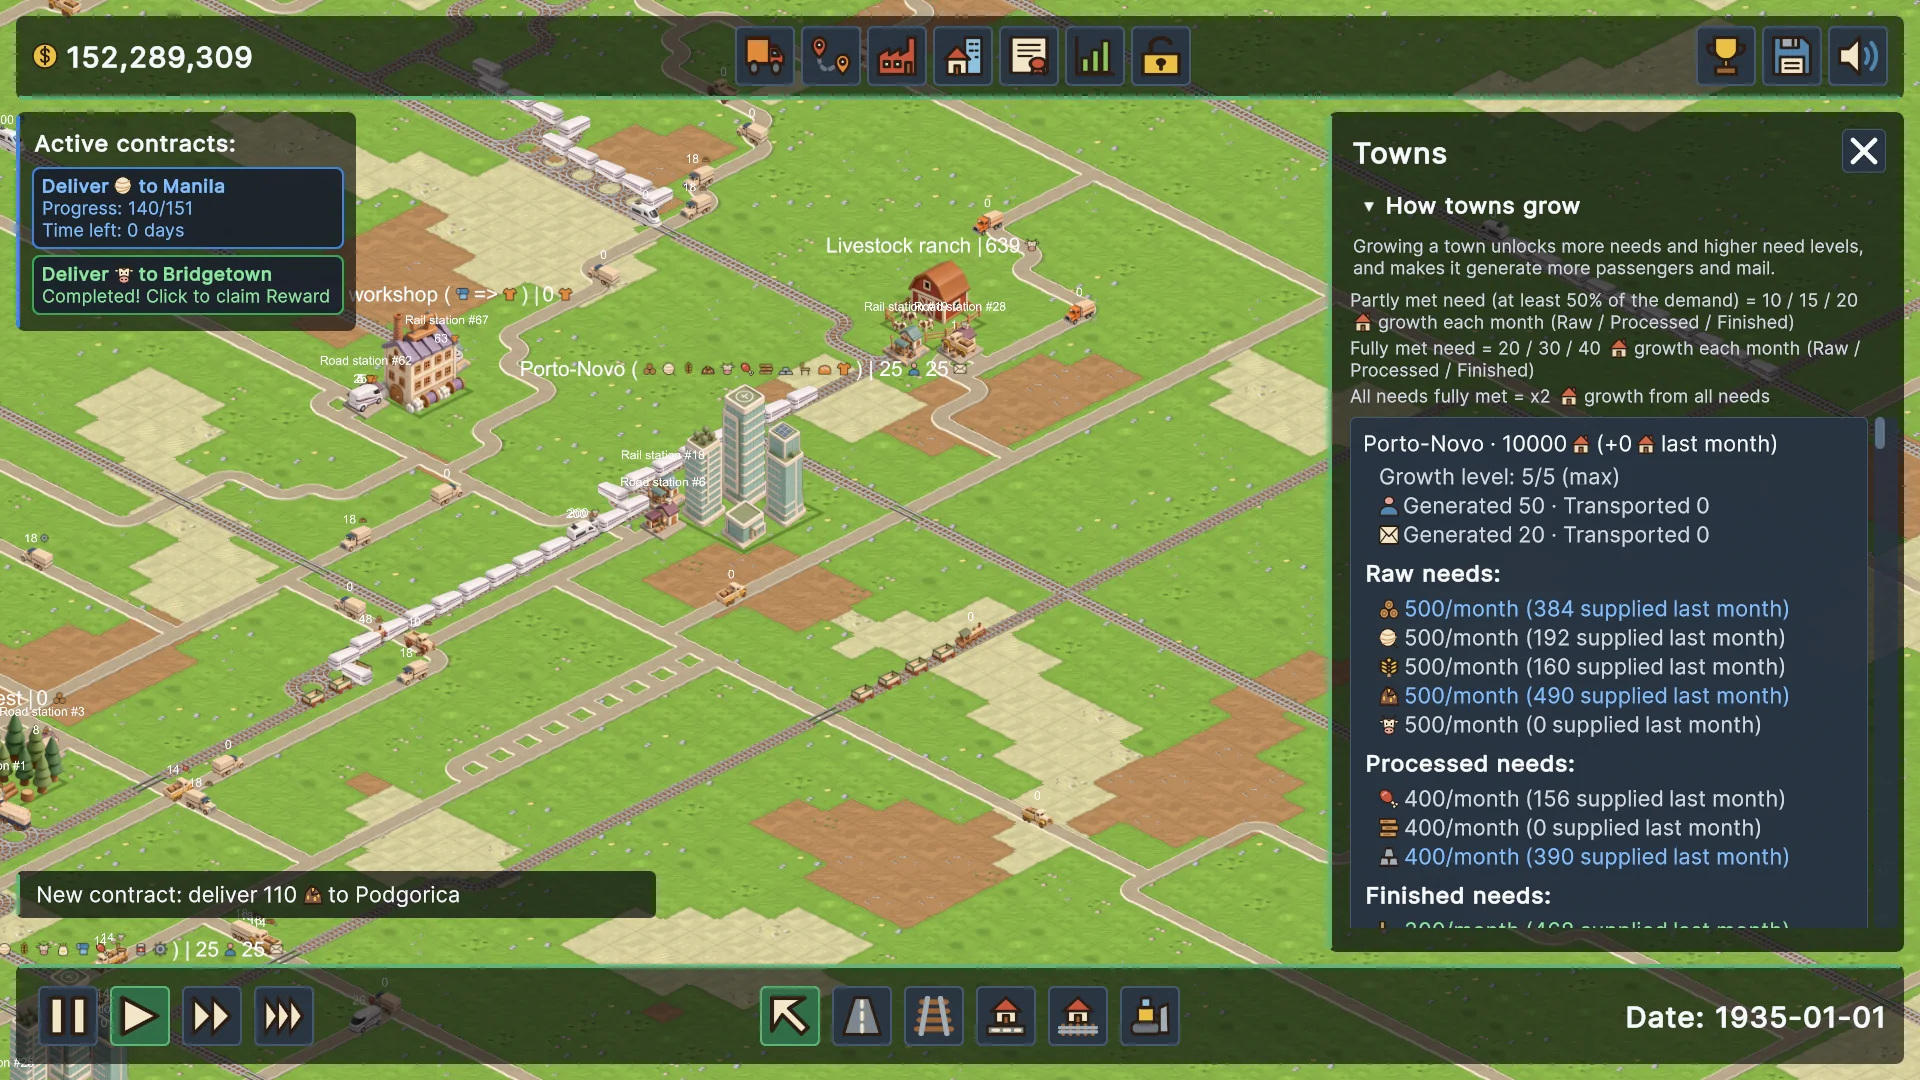 152,289,309
Active contracts:
Deliver to Manila
Progress: 140/151
Time left: 0 days
Deliver to Bridgetown
Completed! Click to claim Reward
workshop ( => ) | 0
Rail station #67
63
Road station #62
Livestock ranch | 639
Rail station
Road station #28
Porto-Novo ( ) | 25 25
Rail station #18
Road station #6
200
Road station #3
8
New contract: deliver 110 to Podgorica
) | 25 25
Towns
How towns grow
Growing a town unlocks more needs and higher need levels,
and makes it generate more passengers and mail.
Partly met need (at least 50% of the demand) = 10 / 15 / 20
growth each month (Raw / Processed / Finished)
Fully met need = 20 / 30 / 40 growth each month (Raw /
Processed / Finished)
All needs fully met = x2 growth from all needs
Porto-Novo · 10000 (+0 last month)
Growth level: 5/5 (max)
Generated 50 · Transported 0
Generated 20 · Transported 0
Raw needs:
500/month (384 supplied last month)
500/month (192 supplied last month)
500/month (160 supplied last month)
500/month (490 supplied last month)
500/month (0 supplied last month)
Processed needs:
400/month (156 supplied last month)
400/month (0 supplied last month)
400/month (390 supplied last month)
Finished needs:
Date: 1935-01-01